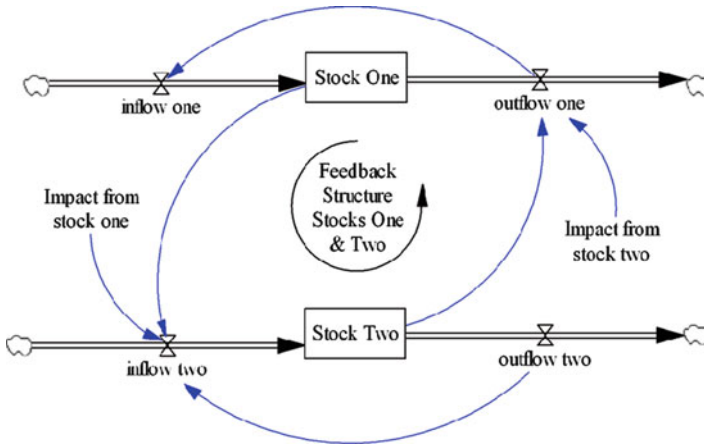 Stock One
inflow one
outflow one
Feedback
Structure
Stocks One
& Two
Impact from
stock one
Impact from
stock two
Stock Two
inflow two
outflow two